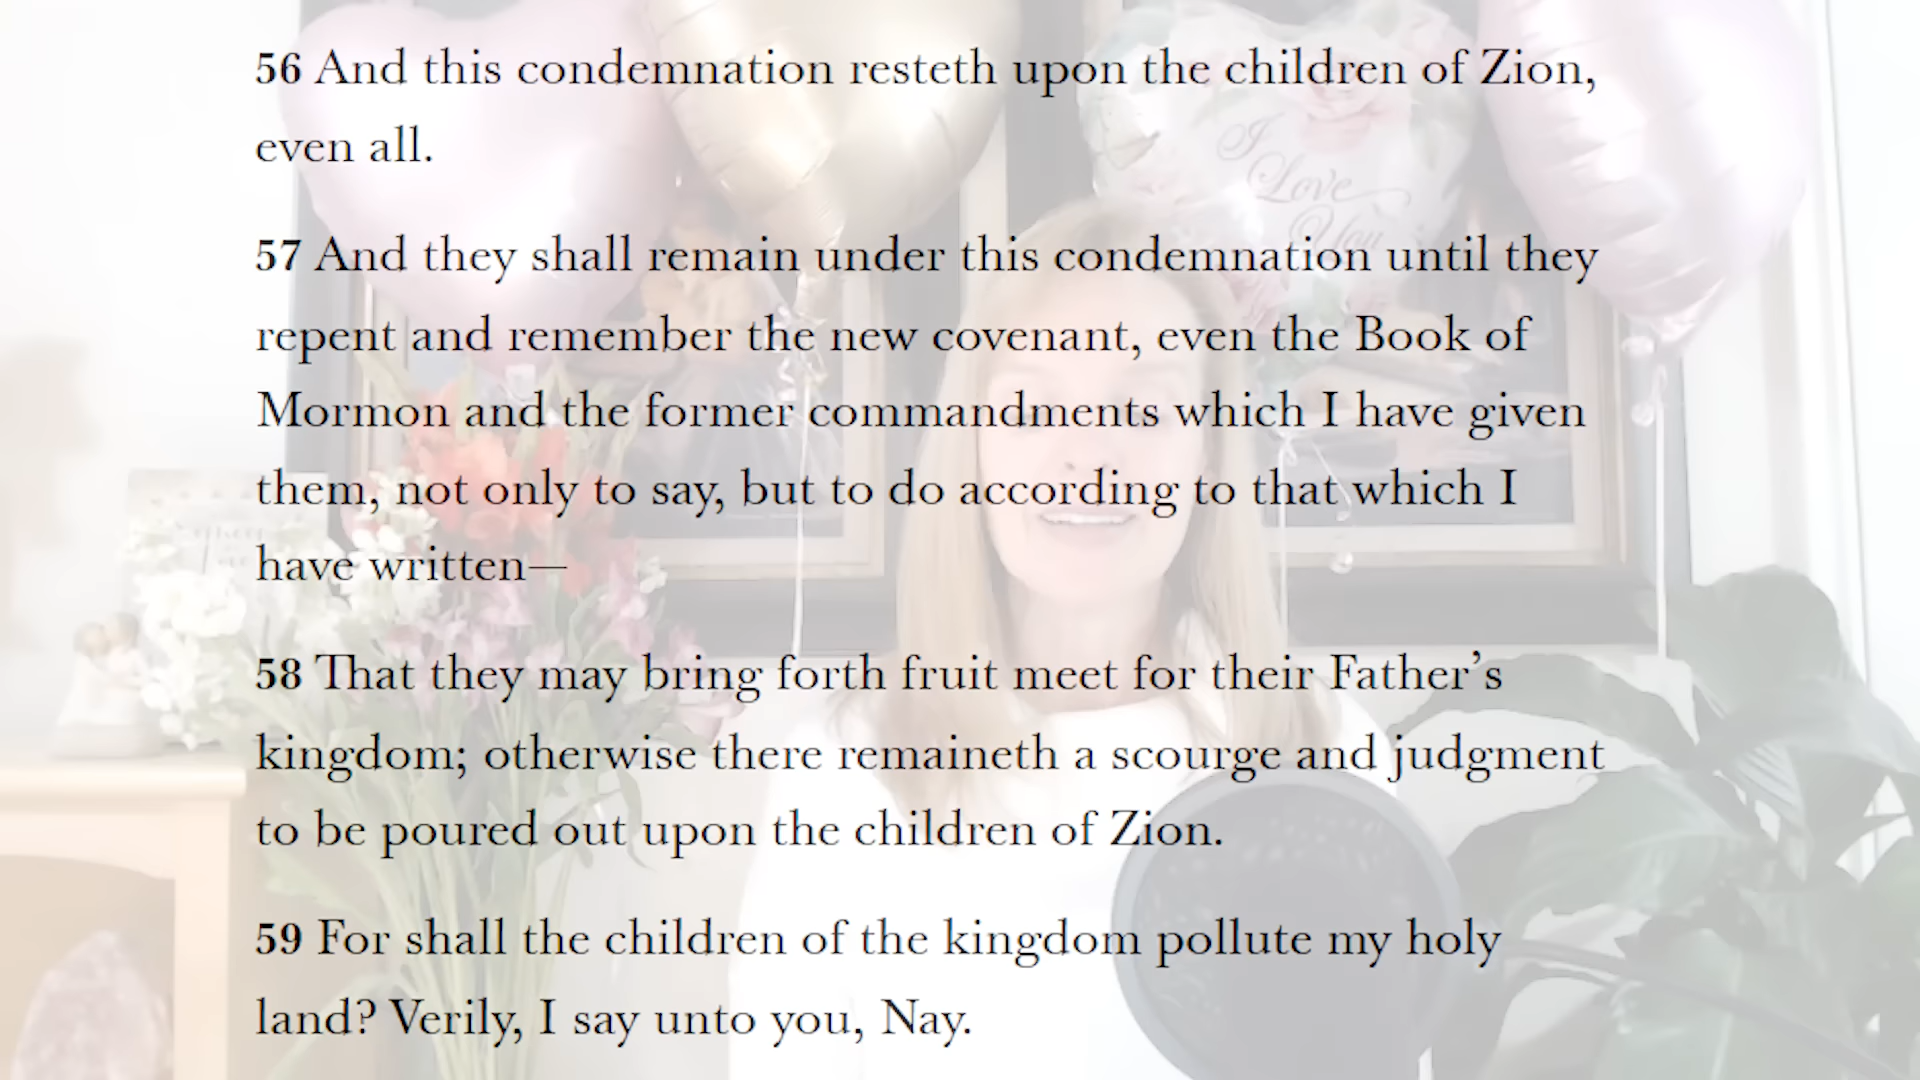 56 And this condemnation resteth upon the children of Zion,
even all.
57 And they shall remain under this condemnation until they
repent and remember the new covenant, even the Book of
Mormon and the former commandments which I have given
them, not only to say, but to do according to that which I
have written—
58 That they may bring forth fruit meet for their Father’s
kingdom; otherwise there remaineth a scourge and judgment
to be poured out upon the children of Zion.
59 For shall the children of the kingdom pollute my holy
land? Verily, I say unto you, Nay.
I
Love
You